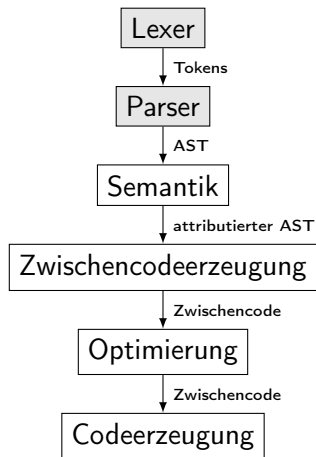 Lexer
Tokens
Parser
AST
Semantik
attributierter AST
Zwischencodeerzeugung
Zwischencode
Optimierung
Zwischencode
Codeerzeugung